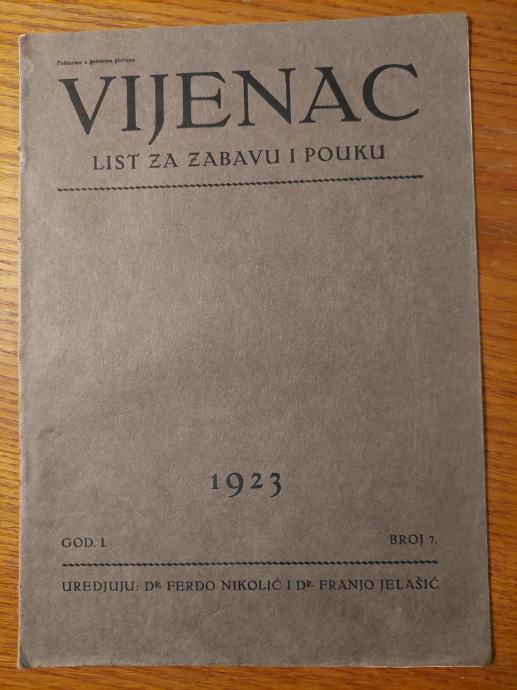 Poštarina u gotovom plaćena.
VIJENAC
LIST ZA ZABAVU I POUKU
1923
GOD. I.
BROJ 7.
UREDJUJU: DR FERDO NIKOLIĆ I DR FRANJO JELAŠIĆ